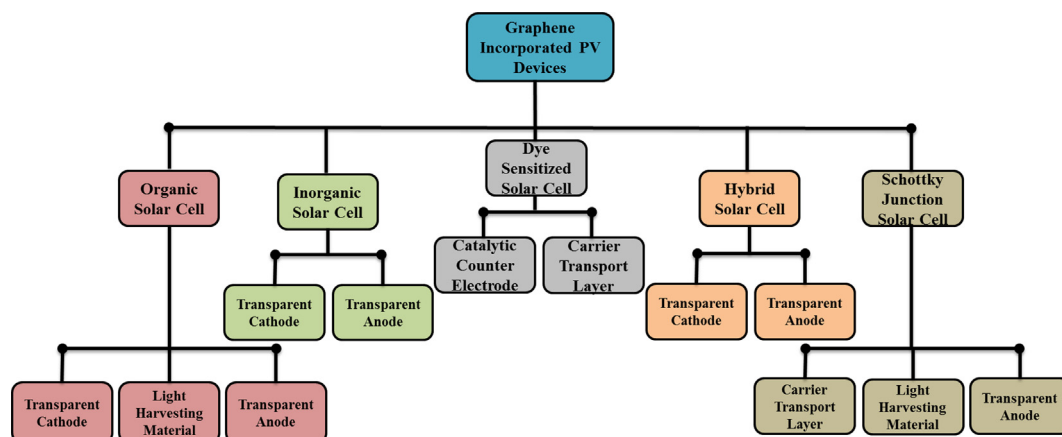 Graphene
Incorporated PV
Devices
Organic
Solar Cell
Inorganic
Solar Cell
Dye
Sensitized
Solar Cell
Hybrid
Solar Cell
Schottky
Junction
Solar Cell
Transparent
Cathode
Light
Harvesting
Material
Transparent
Anode
Transparent
Cathode
Transparent
Anode
Catalytic
Counter
Electrode
Carrier
Transport
Layer
Transparent
Cathode
Transparent
Anode
Carrier
Transport
Layer
Light
Harvesting
Material
Transparent
Anode